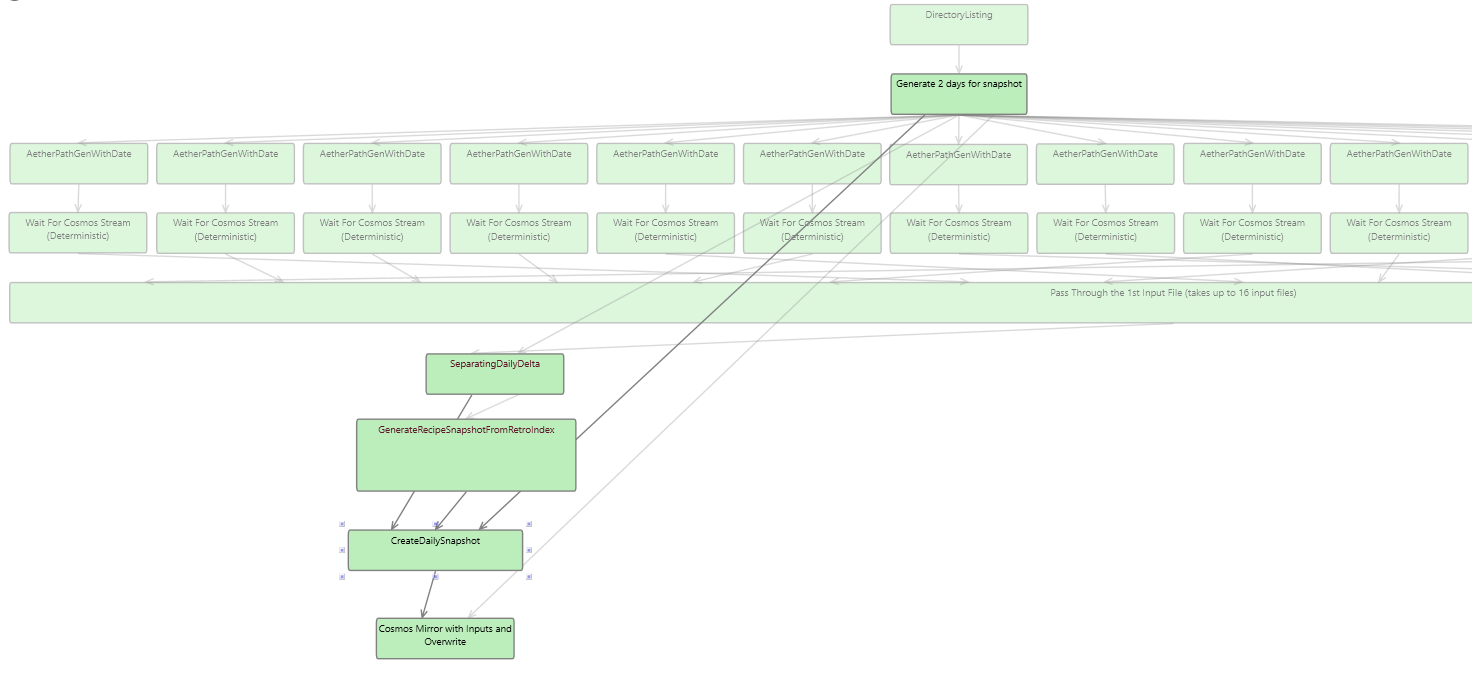 DirectoryListing
Generate 2 days for snapshot
AetherPathGenWithDate
AetherPathGenWithDate
AetherPathGenWithDate
AetherPathGenWithDate
AetherPathGenWithDate
AetherPathGenWithDate
AetherPathGenWithDate
AetherPathGenWithDate
AetherPathGenWithDate
AetherPathGenWithDate
Wait For Cosmos Stream
(Deterministic)
Wait For Cosmos Stream
(Deterministic)
Wait For Cosmos Stream
(Deterministic)
Wait For Cosmos Stream
(Deterministic)
Wait For Cosmos Stream
(Deterministic)
Wait For Cosmos Stream
(Deterministic)
Wait For Cosmos Stream
(Deterministic)
Wait For Cosmos Stream
(Deterministic)
Wait For Cosmos Stream
(Deterministic)
Wait For Cosmos Stream
(Deterministic)
Pass Through the 1st Input File (takes up to 16 input files)
SeparatingDailyDelta
GenerateRecipeSnapshotFromRetroIndex
CreateDailySnapshot
Cosmos Mirror with Inputs and
Overwrite